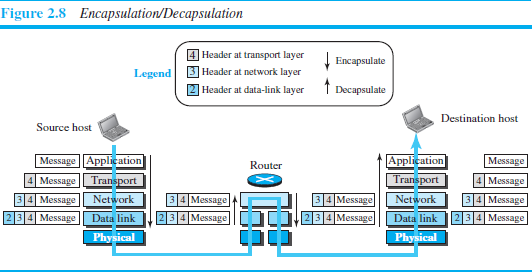 Figure 2.8 Encapsulation/Decapsulation
Legend
4 Header at transport layer
3 Header at network layer
2 Header at data-link layer
Encapsulate
Decapsulate
Source host
Destination host
Router
Message Application
4 Message Transport
3 4 Message Network
2 3 4 Message Data link
Physical
3 4 Message
2 3 4 Message
3 4 Message
2 3 4 Message
Application Message
Transport 4 Message
Network 3 4 Message
Data link 2 3 4 Message
Physical